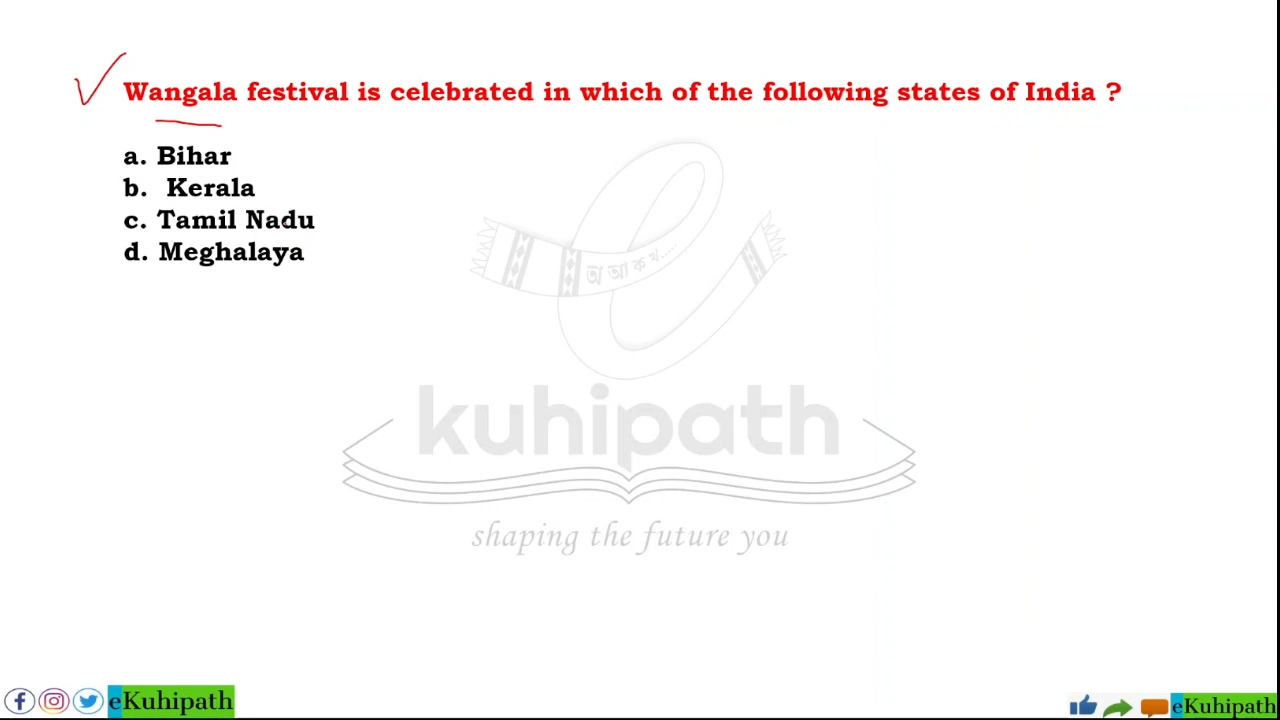 Wangala festival is celebrated in which of the following states of India ?
a. Bihar
b. Kerala
c. Tamil Nadu
d. Meghalaya
অ আ ক খ.....
kuhipath
shaping the future you
eKuhipath
eKuhipath